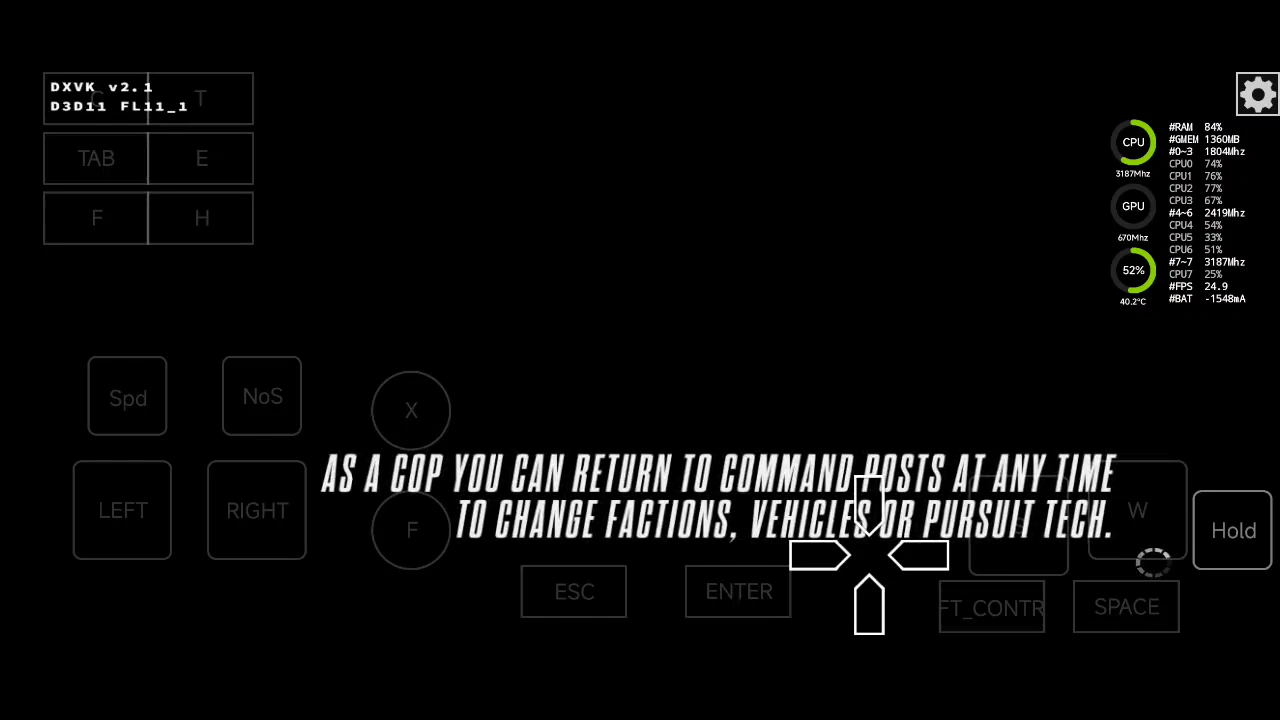 DXVK v2.1
D3D11 FL11_1
T
TAB
E
F
H
CPU
3187Mhz
GPU
670Mhz
52%
40.2°C
#RAM 84%
#GMEM 1360MB
#0~3 1804Mhz
CPU0 74%
CPU1 76%
CPU2 77%
CPU3 67%
#4~6 2419Mhz
CPU4 54%
CPU5 33%
CPU6 51%
#7~7 3187Mhz
CPU7 25%
#FPS 24.9
#BAT -1548mA
Spd
NoS
X
AS A COP YOU CAN RETURN TO COMMAND POSTS AT ANY TIME
TO CHANGE FACTIONS, VEHICLES OR PURSUIT TECH.
LEFT
RIGHT
F
S
W
Hold
ESC
ENTER
FT_CONTR
SPACE